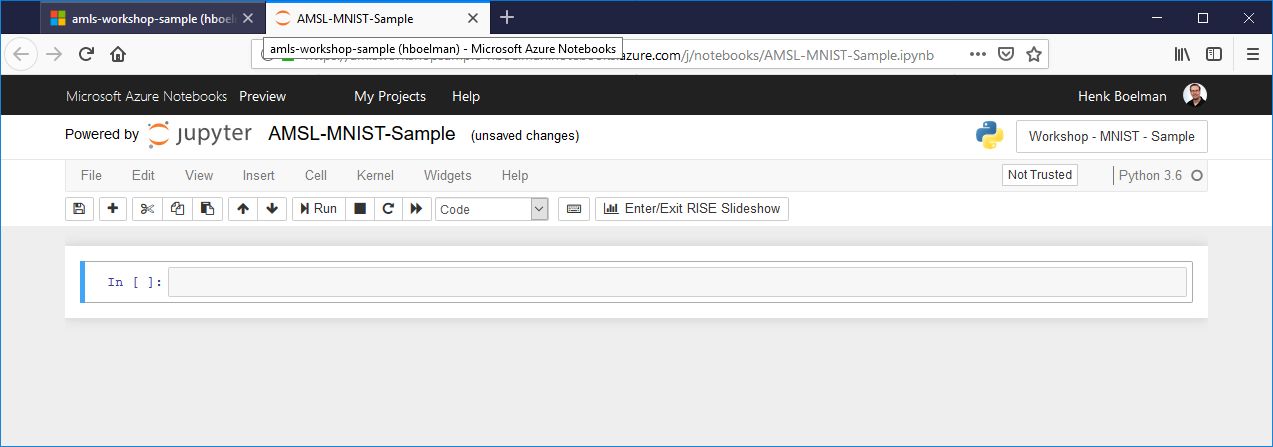 amls-workshop-sample (hboelm
AMSL-MNIST-Sample
amls-workshop-sample (hboelman) - Microsoft Azure Notebooks
azure.com/j/notebooks/AMSL-MNIST-Sample.ipynb
Microsoft Azure Notebooks Preview My Projects Help Henk Boelman
Powered by jupyter AMSL-MNIST-Sample (unsaved changes) Workshop - MNIST - Sample
File Edit View Insert Cell Kernel Widgets Help Not Trusted Python 3.6
Run Code Enter/Exit RISE Slideshow
In [ ]: